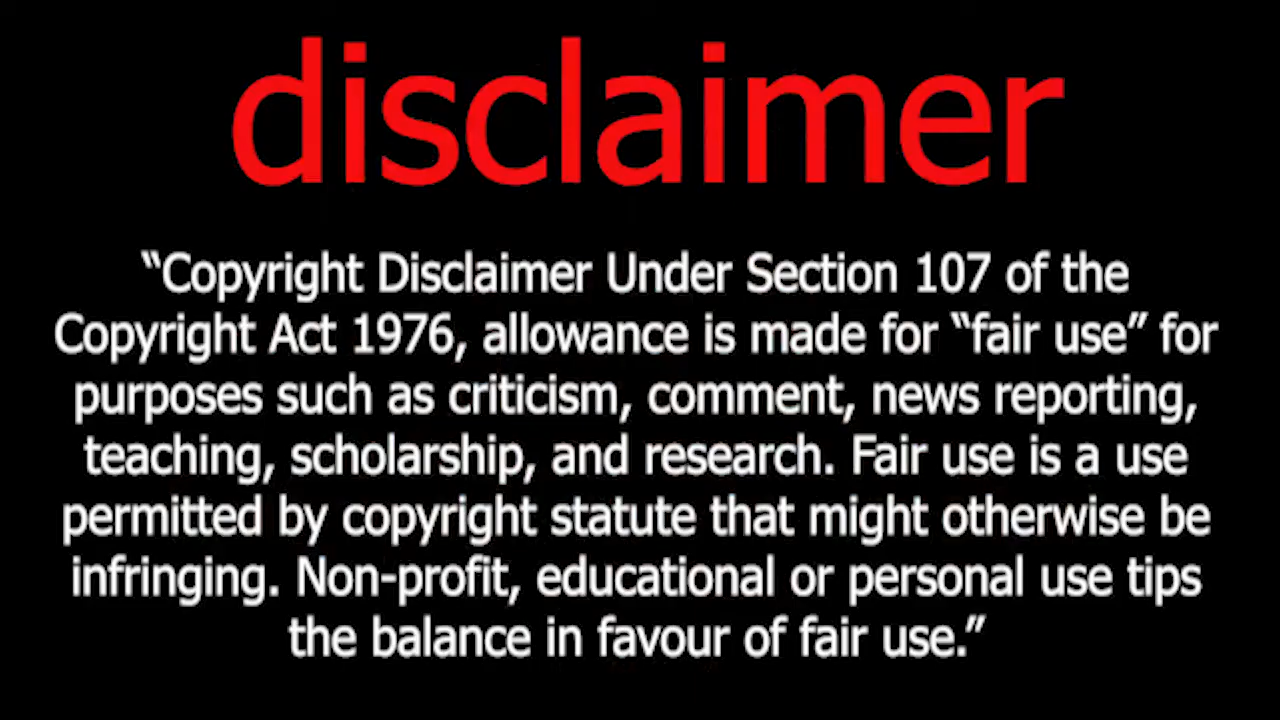 disclaimer
“Copyright Disclaimer Under Section 107 of the
Copyright Act 1976, allowance is made for “fair use” for
purposes such as criticism, comment, news reporting,
teaching, scholarship, and research. Fair use is a use
permitted by copyright statute that might otherwise be
infringing. Non-profit, educational or personal use tips
the balance in favour of fair use.”